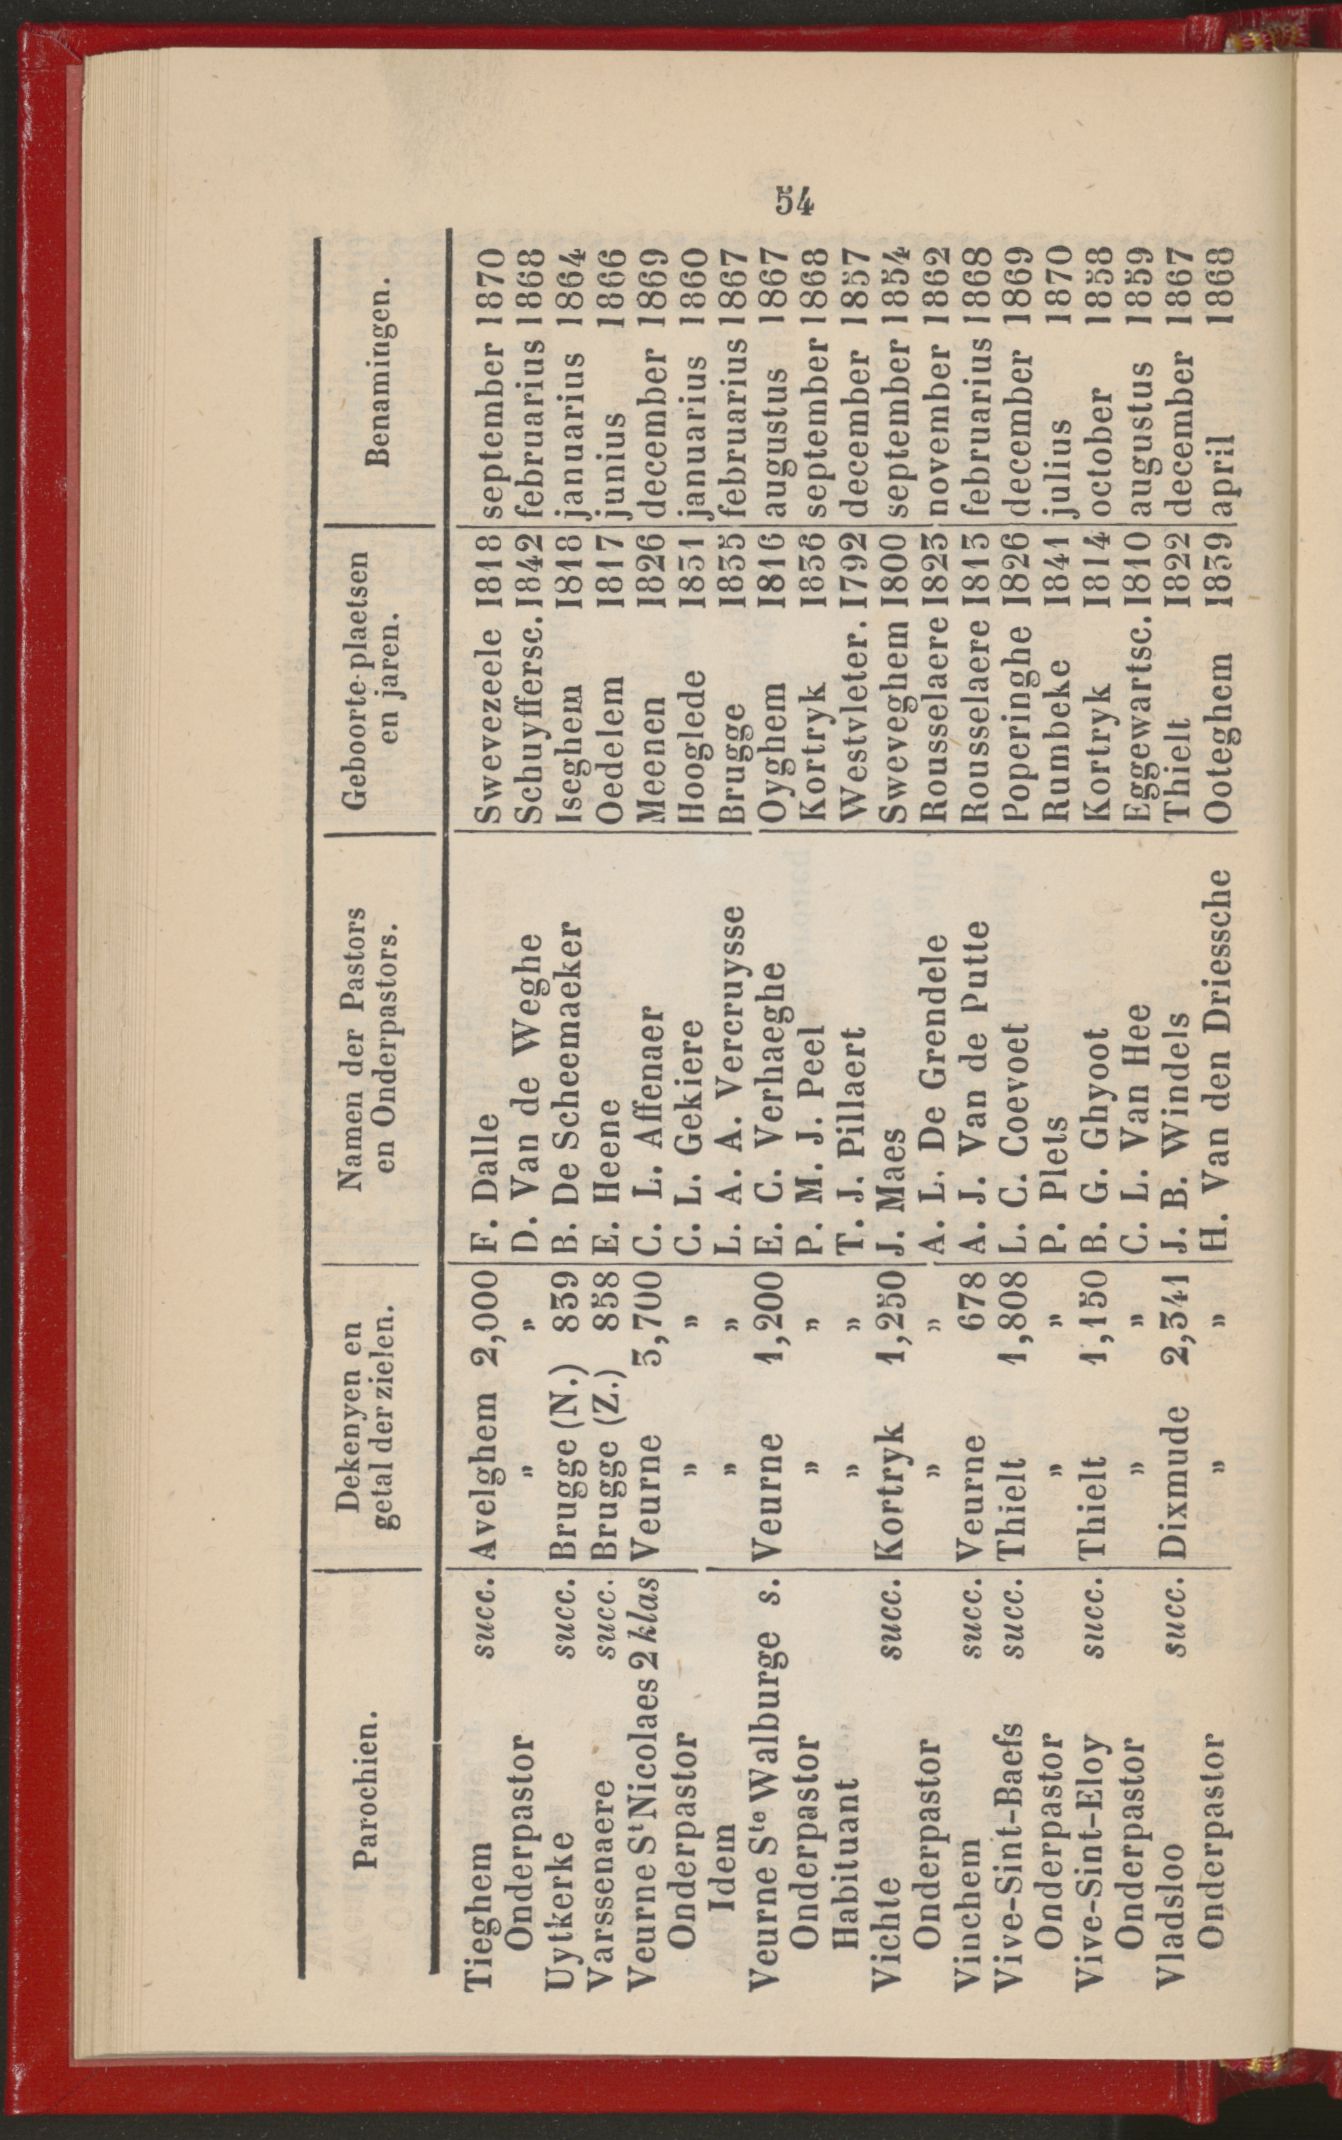 54
Parochien. Dekenyen en getal der zielen. Namen der Pastors en Onderpastors. Geboorte-plaetsen en jaren. Benamingen.
Tieghem succ. Avelghem 2,000 F. Dalle Swevezeele 1818 september 1870
Onderpastor » » D. Van de Weghe Schuyffersc. 1842 februarius 1868
Uytkerke succ. Brugge (N.) 839 B. De Scheemaeker Iseghem 1818 januarius 1864
Varssenaere succ. Brugge (Z.) 858 E. Heene Oedelem 1817 junius 1866
Veurne St Nicolaes 2 klas Veurne 3,700 C. L. Affenaer Meenen 1826 december 1869
Onderpastor » » C. L. Gekiere Hooglede 1831 januarius 1860
Idem » » L. A. A. Vercruysse Brugge 1835 februarius 1867
Veurne Ste Walburge s. Veurne 1,200 E. C. Verhaeghe Oyghem 1816 augustus 1867
Onderpastor » » P. M. J. Peel Kortryk 1836 september 1868
Habituant » » T. J. Pillaert Westvleter. 1792 december 1857
Vichte succ. Kortryk 1,250 J. Maes Sweveghem 1800 september 1854
Onderpastor » » A. L. De Grendele Rousselaere 1823 november 1862
Vinchem succ. Veurne 678 A. J. Van de Putte Rousselaere 1813 februarius 1868
Vive-Sint-Baefs succ. Thielt 1,808 L. C. Coevoet Poperinghe 1826 december 1869
Onderpastor » » P. Plets Rumbeke 1841 julius 1870
Vive-Sint-Eloy succ. Thielt 1,150 B. G. Ghyoot Kortryk 1814 october 1858
Onderpastor » » C. L. Van Hee Eggewartsc. 1810 augustus 1859
Vladsloo succ. Dixmude 2,341 J. B. Windels Thielt 1822 december 1867
Onderpastor » » H. Van den Driessche Ooteghem 1839 april 1868